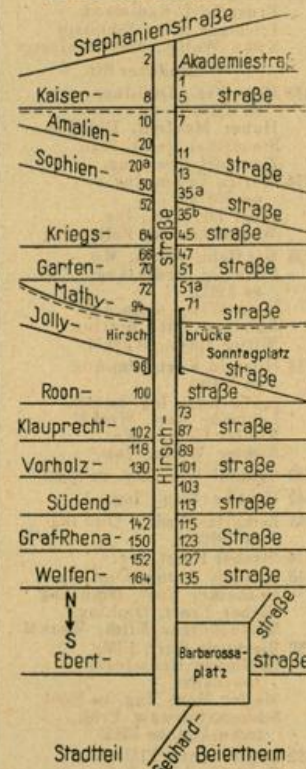 Stephanienstraße
2 Akademiestraß
1
Kaiser- 8 5 straße
Amalien- 10 7
20
Sophien- 20a 11 straße
50 13
52 35a straße
35b
Kriegs- 64 45 straße
66 47
Garten- 70 51 straße
Mathy- 72 51a
94 71 straße
Jolly- Hirsch brücke
Sonntagplatz
96 straße
Roon- 100 straße
73
Klauprecht- 102 87 straße
118 89
Vorholz- 130 101 straße
103
Südend- 113 straße
142 115
Graf-Rhena- 150 123 Straße
152 127
Welfen- 164 135 straße
Hirsch-
straße
N
S
straße
Ebert- Barbarossa-
platz straße
Gebhard-
Stadtteil Beiertheim